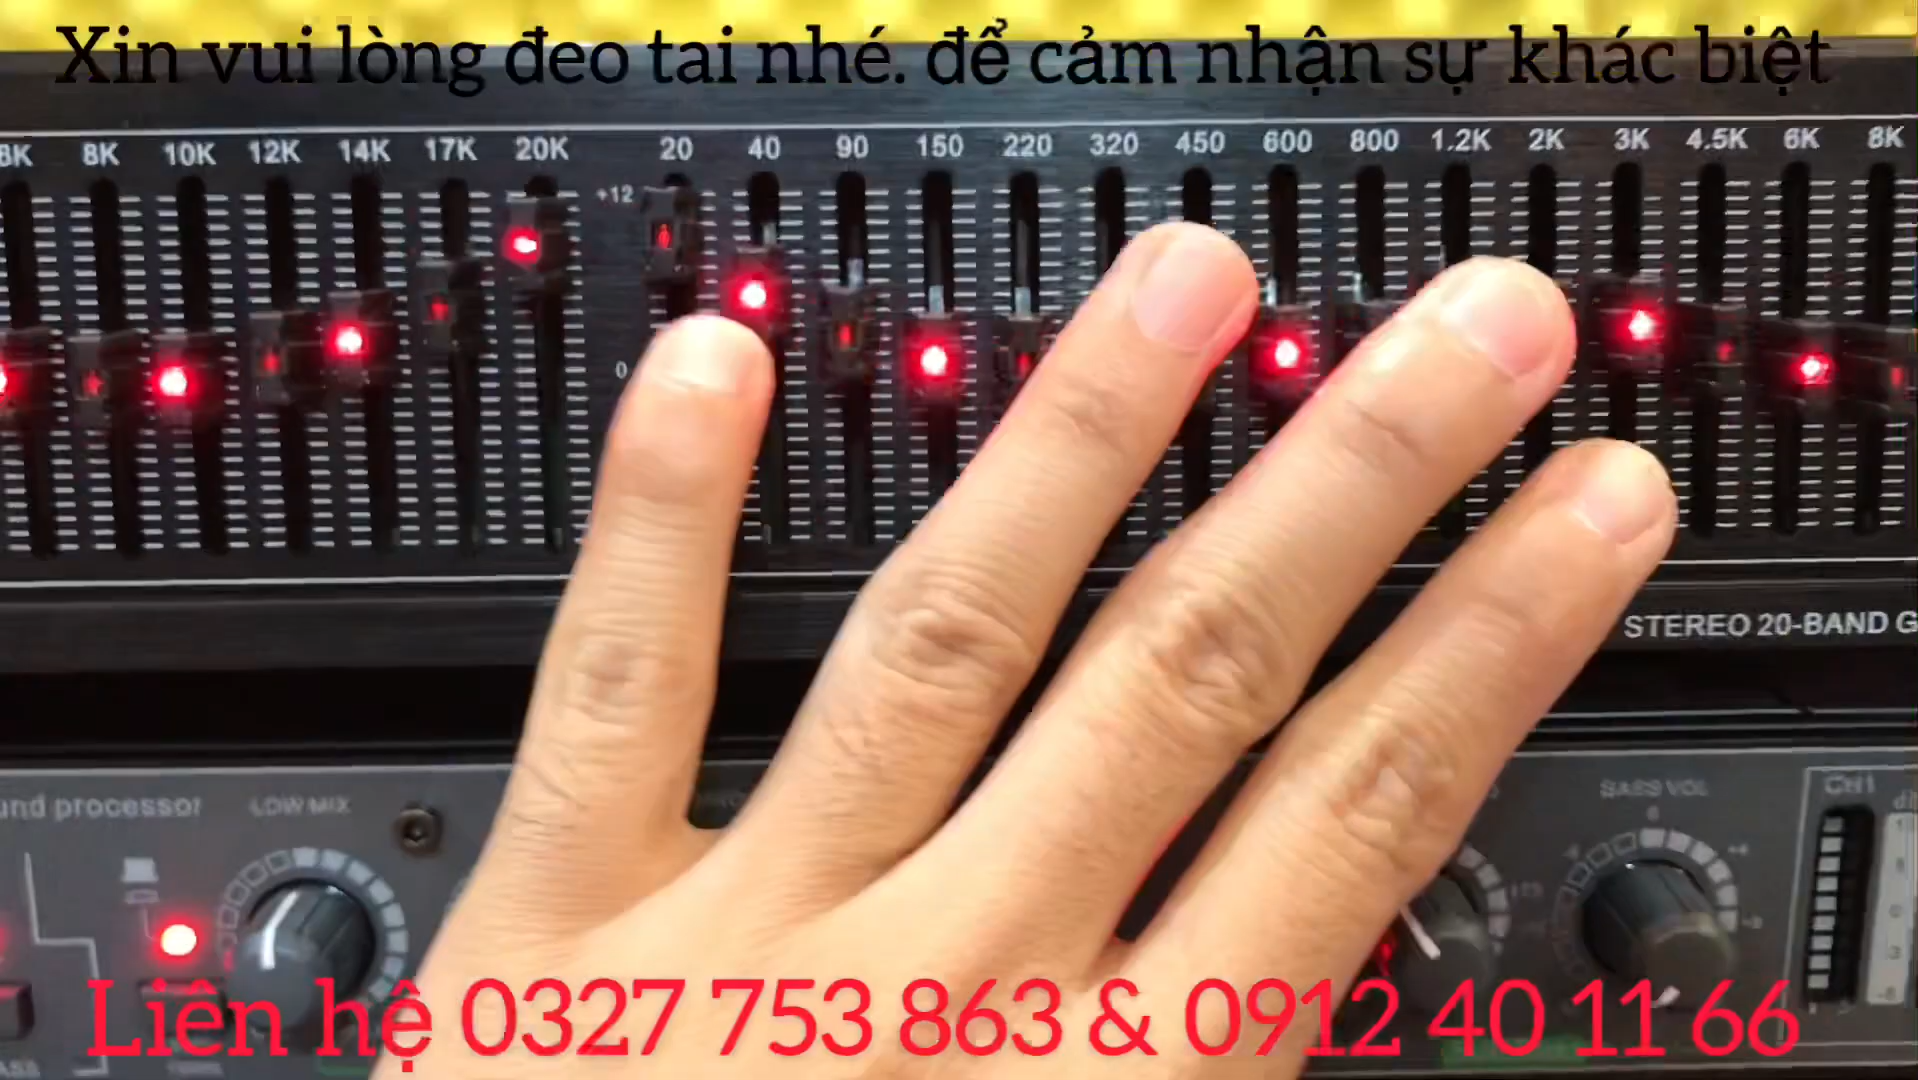 Xin vui lòng đeo tai nhé. để cảm nhận sự khác biệt
8K 8K 10K 12K 14K 17K 20K 20 40 90 150 220 320 450 600 800 1.2K 2K 3K 4.5K 6K 8K
+12
0
STEREO 20-BAND G
und processor LOW MIX BASS VOL CH1
Liên hệ 0327 753 863 & 0912 40 11 66